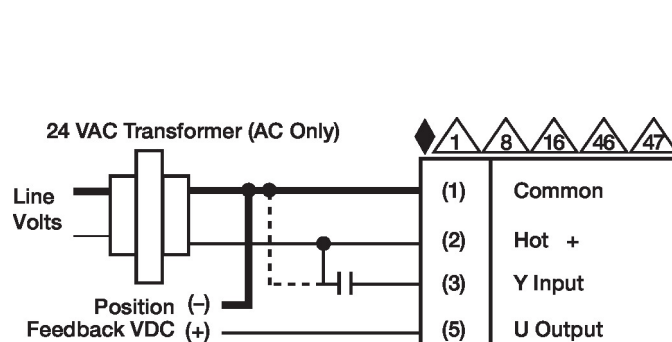 24 VAC Transformer (AC Only)
1 8 16 46 47
Line
Volts
(1) Common
(2) Hot +
(3) Y Input
Position (–)
Feedback VDC (+)
(5) U Output